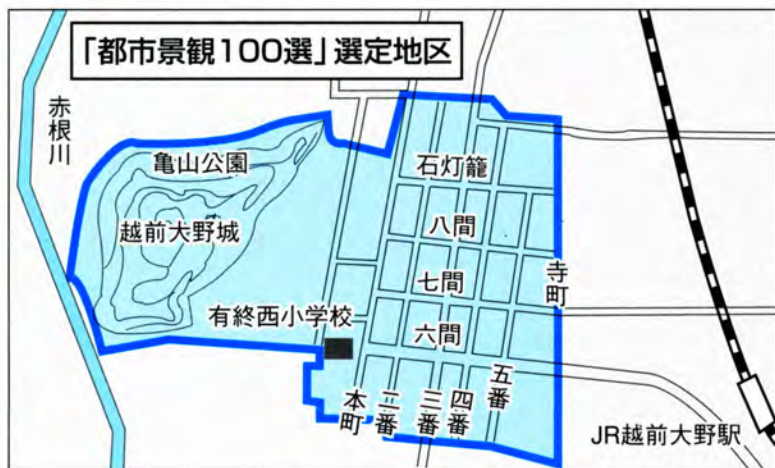 「都市景観100選」選定地区
赤根川
亀山公園
越前大野城
石灯籠
八間
七間
寺町
有終西小学校
六間
本町
二番
三番
四番
五番
JR越前大野駅